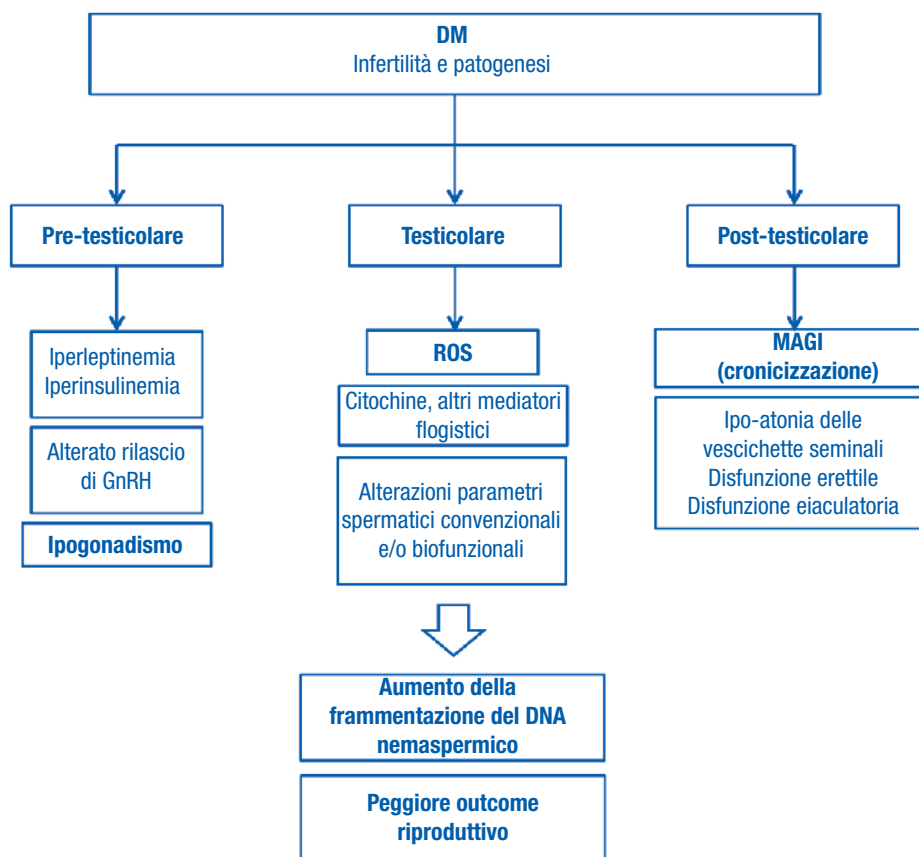 DM
Infertilità e patogenesi
Pre-testicolare
Testicolare
Post-testicolare
Iperleptinemia
Iperinsulinemia
Alterato rilascio
di GnRH
Ipogonadismo
ROS
Citochine, altri mediatori
flogistici
Alterazioni parametri
spermatici convenzionali
e/o biofunzionali
MAGI
(cronicizzazione)
Ipo-atonia delle
vescichette seminali
Disfunzione erettile
Disfunzione eiaculatoria
Aumento della
frammentazione del DNA
nemaspermico
Peggiore outcome
riproduttivo